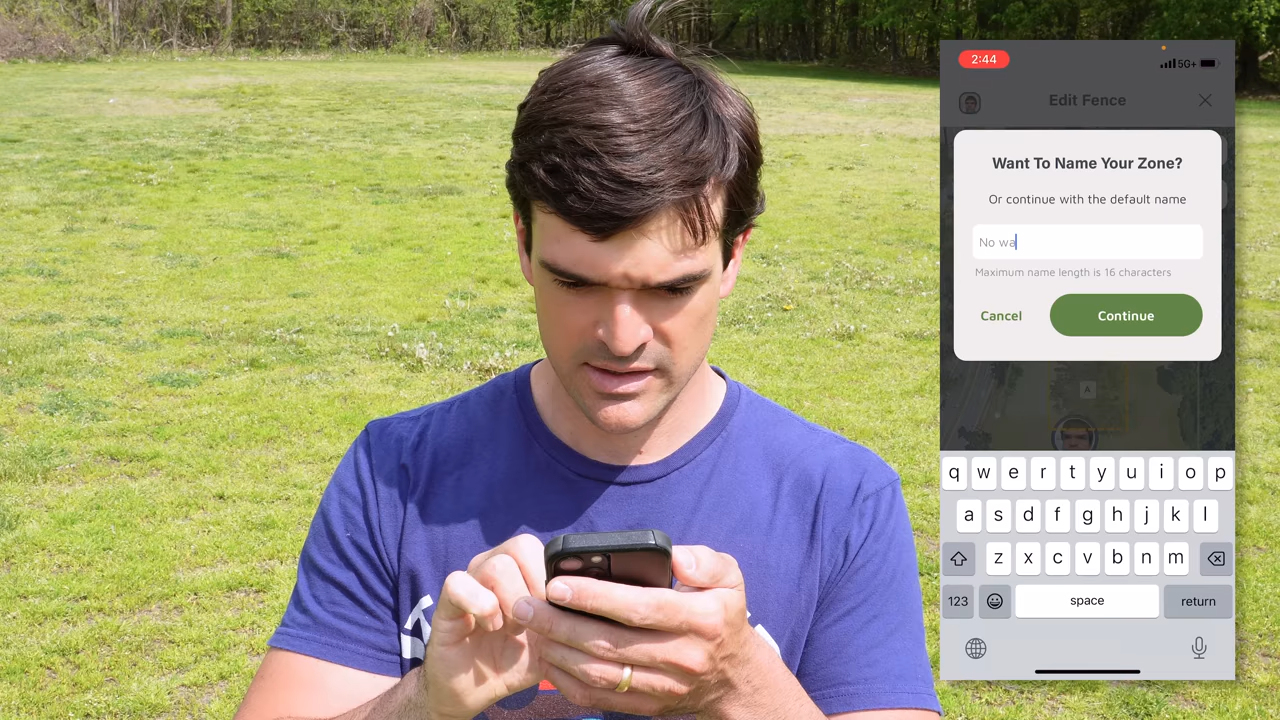 2:44
5G+
Edit Fence
Want To Name Your Zone?
Or continue with the default name
No wa
Maximum name length is 16 characters
Cancel
Continue
A
q w e r t y u i o p
a s d f g h j k l
z x c v b n m
123
space
return